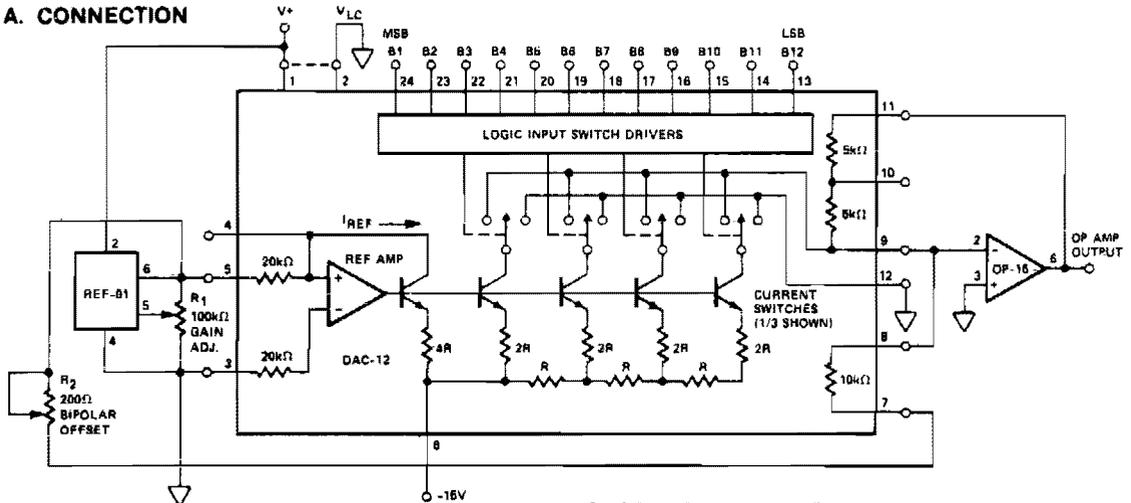 A. CONNECTION
V+
VLC
MSB
LSB
B1 B2 B3 B4 B5 B6 B7 B8 B9 B10 B11 B12
1 2 24 23 22 21 20 19 18 17 16 15 14 13
LOGIC INPUT SWITCH DRIVERS
11
5kΩ
10
5kΩ
4
IREF
9
2
OP AMP
OUTPUT
2
6
5
20kΩ
REF AMP
+
−
12
3
−
+
OP-15
6
REF-01
5
R1
100kΩ
GAIN
ADJ.
CURRENT
SWITCHES
(1/3 SHOWN)
4
3
20kΩ
DAC-12
4R 2R 2R 2R 2R
8
R R R
10kΩ
R2
200Ω
BIPOLAR
OFFSET
7
6
-15V